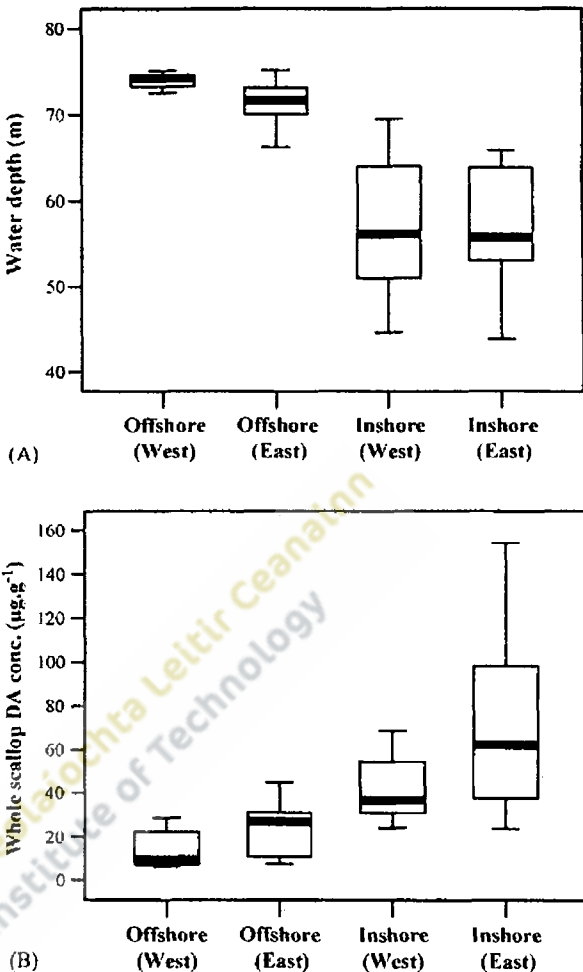 80
70
60
50
40
Water depth (m)
Offshore (West)
Offshore (East)
Inshore (West)
Inshore (East)
(A)
160
140
120
100
80
60
40
20
0
Whole scallop DA conc. (µg.g⁻¹)
Offshore (West)
Offshore (East)
Inshore (West)
Inshore (East)
(B)
Leitir Ceanainn
Institute of Technology